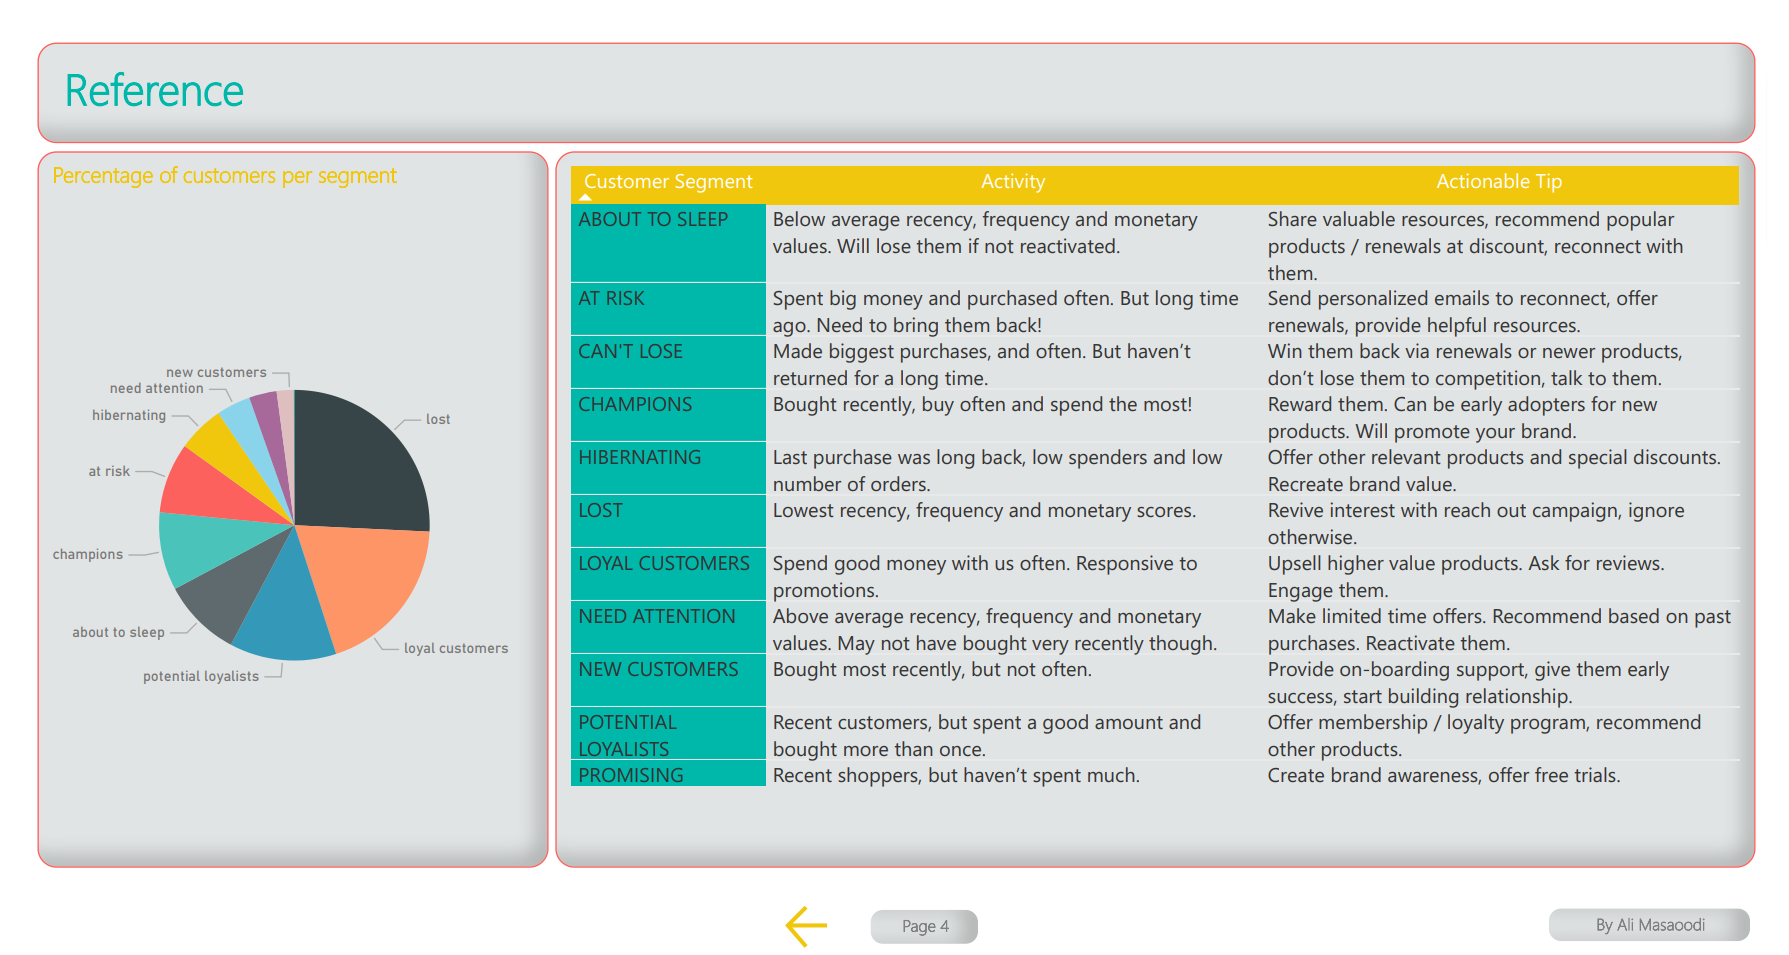 Reference
Percentage of customers per segment
new customers
need attention
hibernating
lost
at risk
champions
about to sleep
loyal customers
potential loyalists
Customer Segment Activity Actionable Tip
ABOUT TO SLEEP Below average recency, frequency and monetary Share valuable resources, recommend popular
values. Will lose them if not reactivated. products / renewals at discount, reconnect with
them.
AT RISK Spent big money and purchased often. But long time Send personalized emails to reconnect, offer
ago. Need to bring them back! renewals, provide helpful resources.
CAN'T LOSE Made biggest purchases, and often. But haven’t Win them back via renewals or newer products,
returned for a long time. don’t lose them to competition, talk to them.
CHAMPIONS Bought recently, buy often and spend the most! Reward them. Can be early adopters for new
products. Will promote your brand.
HIBERNATING Last purchase was long back, low spenders and low Offer other relevant products and special discounts.
number of orders. Recreate brand value.
LOST Lowest recency, frequency and monetary scores. Revive interest with reach out campaign, ignore
otherwise.
LOYAL CUSTOMERS Spend good money with us often. Responsive to Upsell higher value products. Ask for reviews.
promotions. Engage them.
NEED ATTENTION Above average recency, frequency and monetary Make limited time offers. Recommend based on past
values. May not have bought very recently though. purchases. Reactivate them.
NEW CUSTOMERS Bought most recently, but not often. Provide on-boarding support, give them early
success, start building relationship.
POTENTIAL Recent customers, but spent a good amount and Offer membership / loyalty program, recommend
LOYALISTS bought more than once. other products.
PROMISING Recent shoppers, but haven’t spent much. Create brand awareness, offer free trials.
Page 4
By Ali Masaoodi